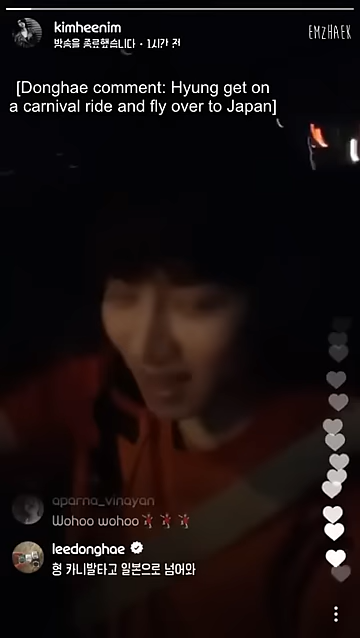 kimheenim
방송을 종료했습니다 · 1시간 전
EMZHAEK
[Donghae comment: Hyung get on
a carnival ride and fly over to Japan]
aparna_vinayan
Wohoo wohoo💃💃💃
leedonghae
형 카니발타고 일본으로 넘어와